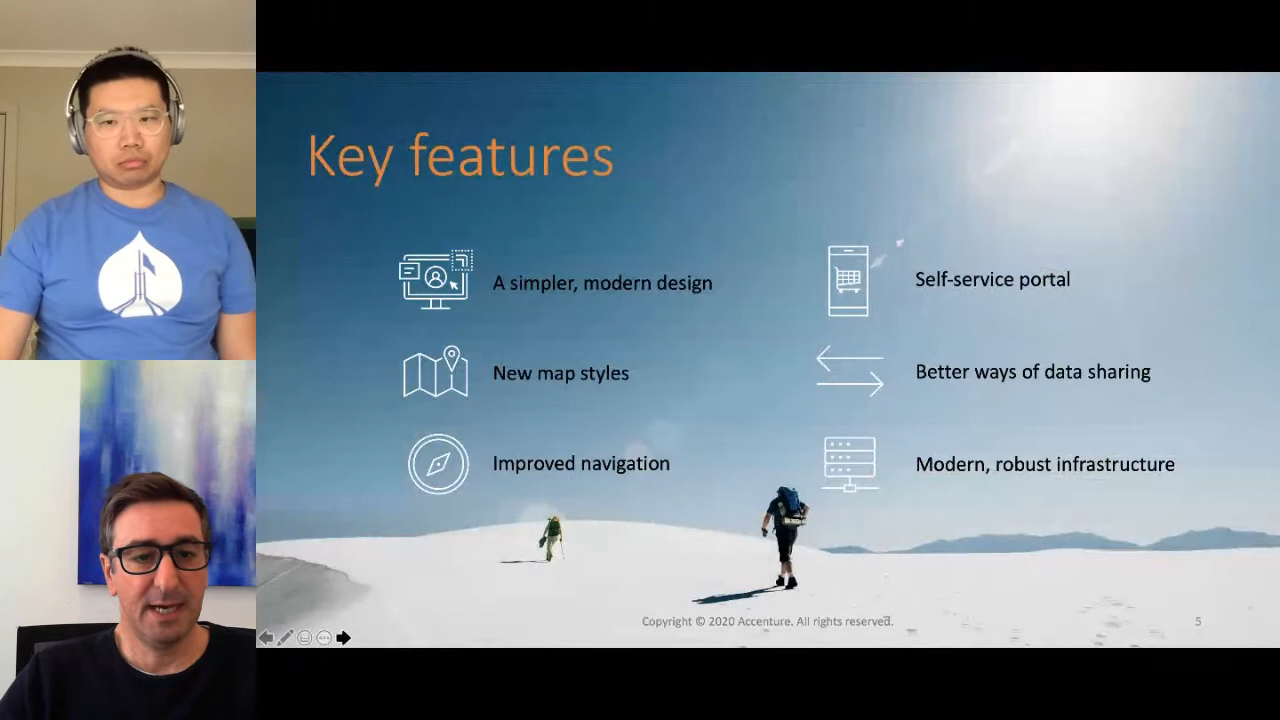 Key features
A simpler, modern design
New map styles
Improved navigation
Self-service portal
Better ways of data sharing
Modern, robust infrastructure
Copyright © 2020 Accenture. All rights reserved.
5